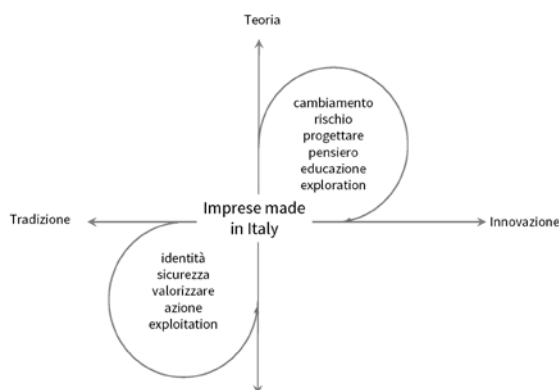 Teoria
cambiamento
rischio
progettare
pensiero
educazione
exploration
Tradizione
Imprese made
in Italy
Innovazione
identità
sicurezza
valorizzare
azione
exploitation